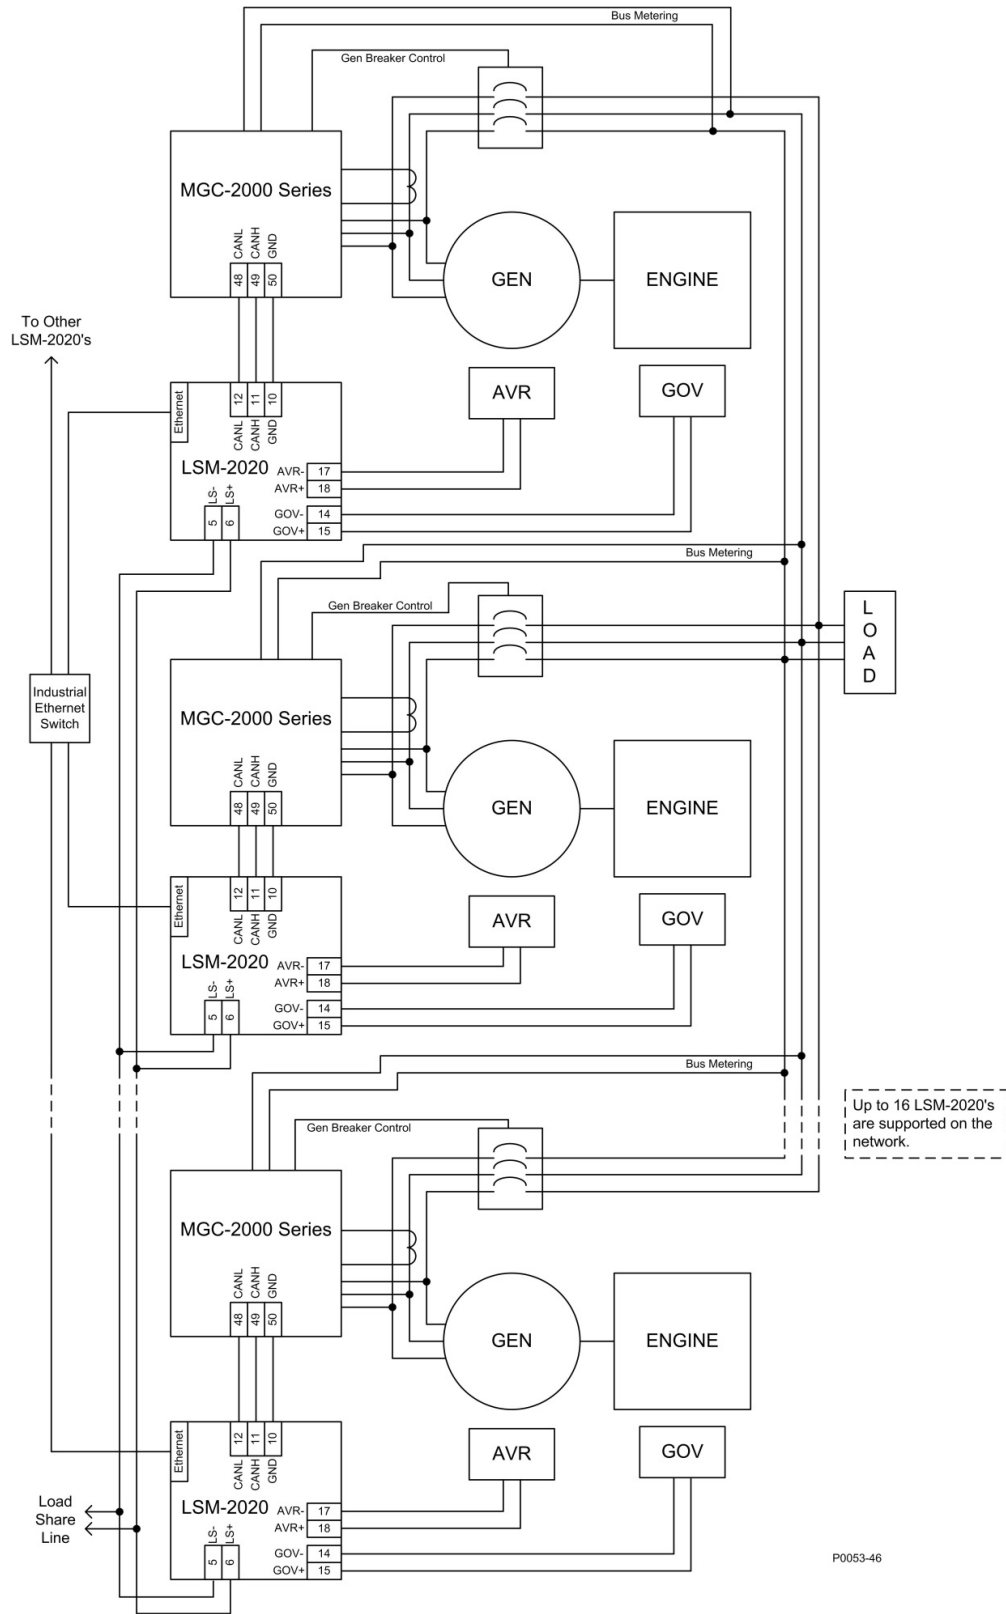 Bus Metering
Gen Breaker Control
MGC-2000 Series
CANL
CANH
GND
48
49
50
GEN
ENGINE
To Other
LSM-2020's
AVR
GOV
Ethernet
12
11
10
CANL
CANH
GND
LSM-2020
AVR- 17
AVR+ 18
GOV- 14
GOV+ 15
LS-
LS+
5
6
Bus Metering
Gen Breaker Control
L
O
A
D
MGC-2000 Series
Industrial
Ethernet
Switch
CANL
CANH
GND
48
49
50
GEN
ENGINE
AVR
GOV
Ethernet
12
11
10
CANL
CANH
GND
LSM-2020
AVR- 17
AVR+ 18
GOV- 14
GOV+ 15
LS-
LS+
5
6
Bus Metering
Up to 16 LSM-2020's
are supported on the
network.
Gen Breaker Control
MGC-2000 Series
CANL
CANH
GND
48
49
50
GEN
ENGINE
AVR
GOV
Ethernet
12
11
10
CANL
CANH
GND
LSM-2020
AVR- 17
AVR+ 18
GOV- 14
GOV+ 15
LS-
LS+
5
6
Load
Share
Line
P0053-46